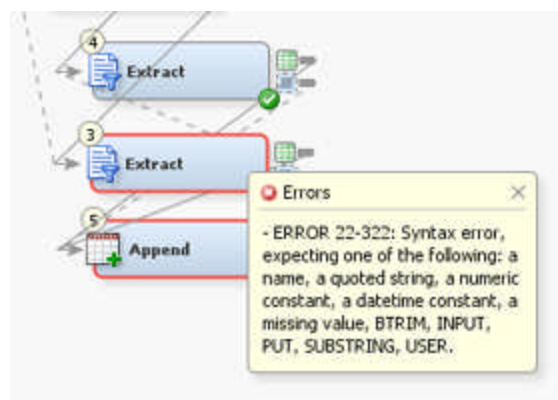 4
Extract
3
Extract
Errors
5
Append
- ERROR 22-322: Syntax error,
expecting one of the following: a
name, a quoted string, a numeric
constant, a datetime constant, a
missing value, BTRIM, INPUT,
PUT, SUBSTRING, USER.